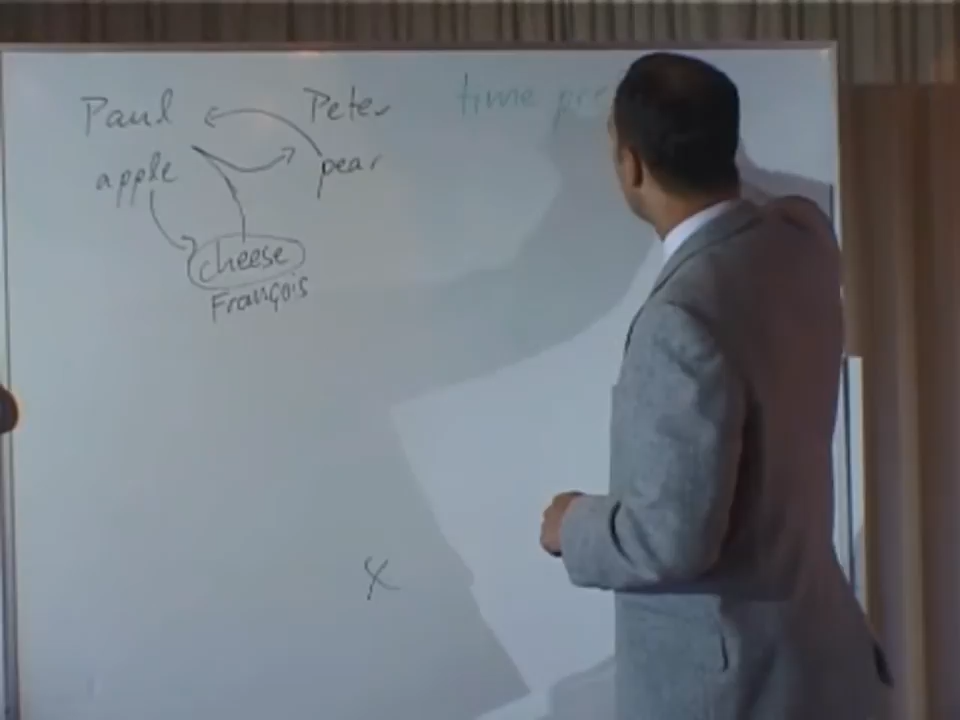 Paul Peter time
apple pear
cheese
François
x